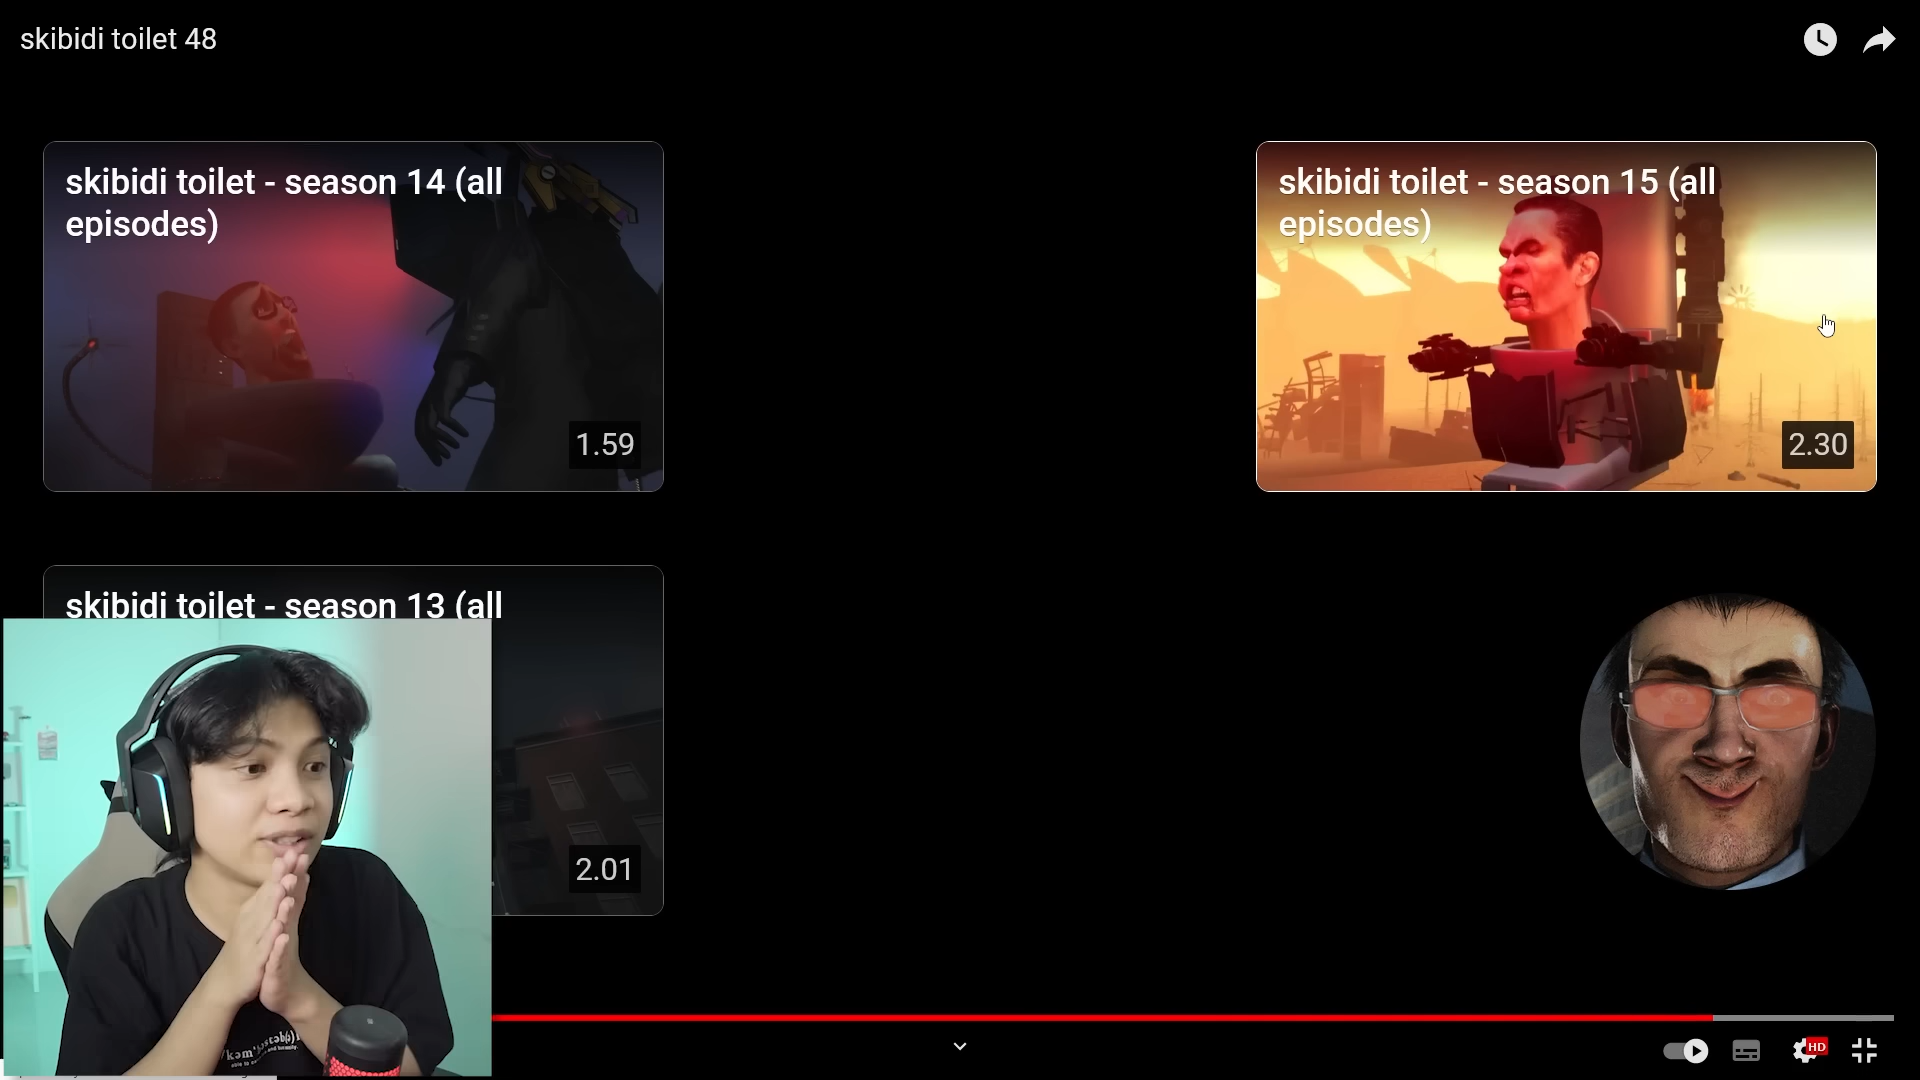 skibidi toilet 48
skibidi toilet - season 14 (all
episodes)
1.59
skibidi toilet - season 15 (all
episodes)
2.30
skibidi toilet - season 13 (all
2.01
HD